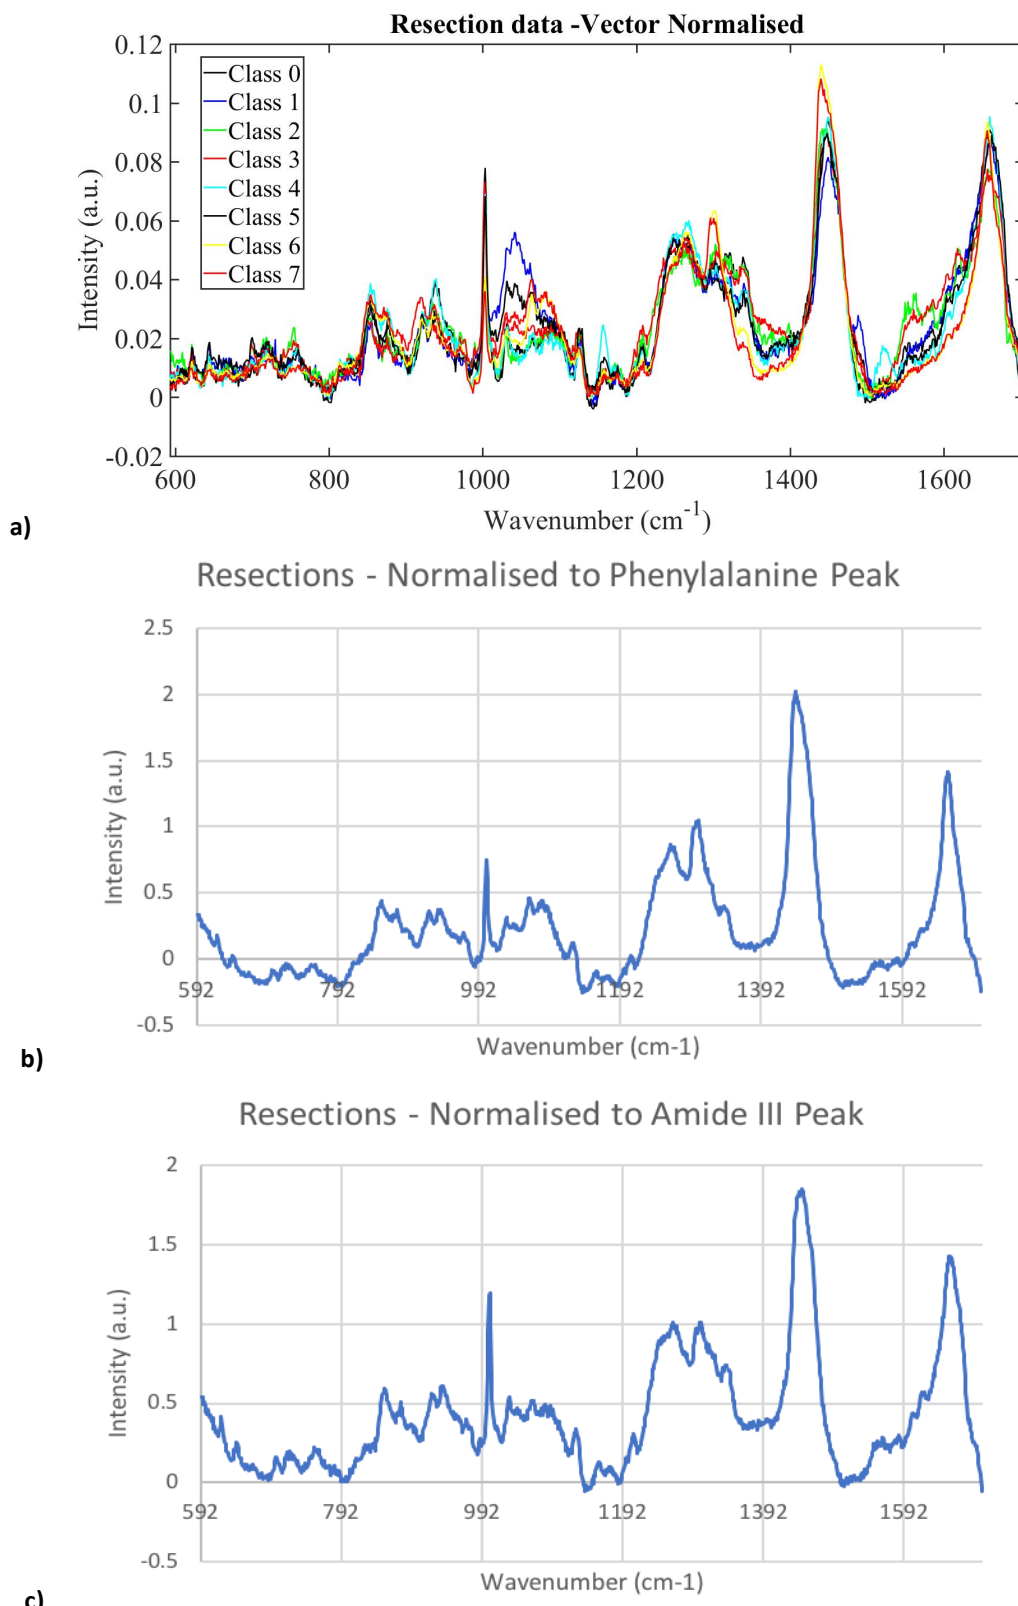 Resection data -Vector Normalised
0.12
0.1
0.08
0.06
0.04
0.02
0
-0.02
Intensity (a.u.)
Class 0
Class 1
Class 2
Class 3
Class 4
Class 5
Class 6
Class 7
600 800 1000 1200 1400 1600
Wavenumber (cm-1)
a)
Resections - Normalised to Phenylalanine Peak
2.5
2
1.5
1
0.5
0
-0.5
Intensity (a.u.)
592 792 992 1192 1392 1592
Wavenumber (cm-1)
b)
Resections - Normalised to Amide III Peak
2
1.5
1
0.5
0
-0.5
Intensity (a.u.)
592 792 992 1192 1392 1592
Wavenumber (cm-1)
c)